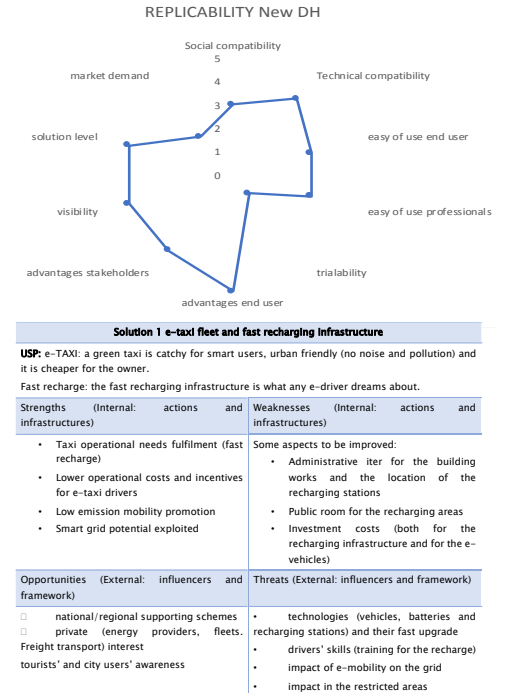 REPLICABILITY New DH
Social compatibility
5
market demand
4
Technical compatibility
3
solution level
2
easy of use end user
1
0
visibility
easy of use professionals
advantages stakeholders
trialability
advantages end user
Solution 1 e-taxi fleet and fast recharging infrastructure
USP: e-TAXI: a green taxi is catchy for smart users, urban friendly (no noise and pollution) and
it is cheaper for the owner.
Fast recharge: the fast recharging infrastructure is what any e-driver dreams about.
Strengths (Internal: actions and
infrastructures)
Weaknesses (Internal: actions and
infrastructures)
• Taxi operational needs fulfilment (fast
recharge)
• Lower operational costs and incentives
for e-taxi drivers
• Low emission mobility promotion
• Smart grid potential exploited
Some aspects to be improved:
• Administrative iter for the building
works and the location of the
recharging stations
• Public room for the recharging areas
• Investment costs (both for the
recharging infrastructure and for the e-
vehicles)
Opportunities (External: influencers and
framework)
Threats (External: influencers and framework)
□ national/regional supporting schemes
□ private (energy providers, fleets.
Freight transport) interest
tourists' and city users' awareness
• technologies (vehicles, batteries and
recharging stations) and their fast upgrade
• drivers' skills (training for the recharge)
• impact of e-mobility on the grid
• impact in the restricted areas